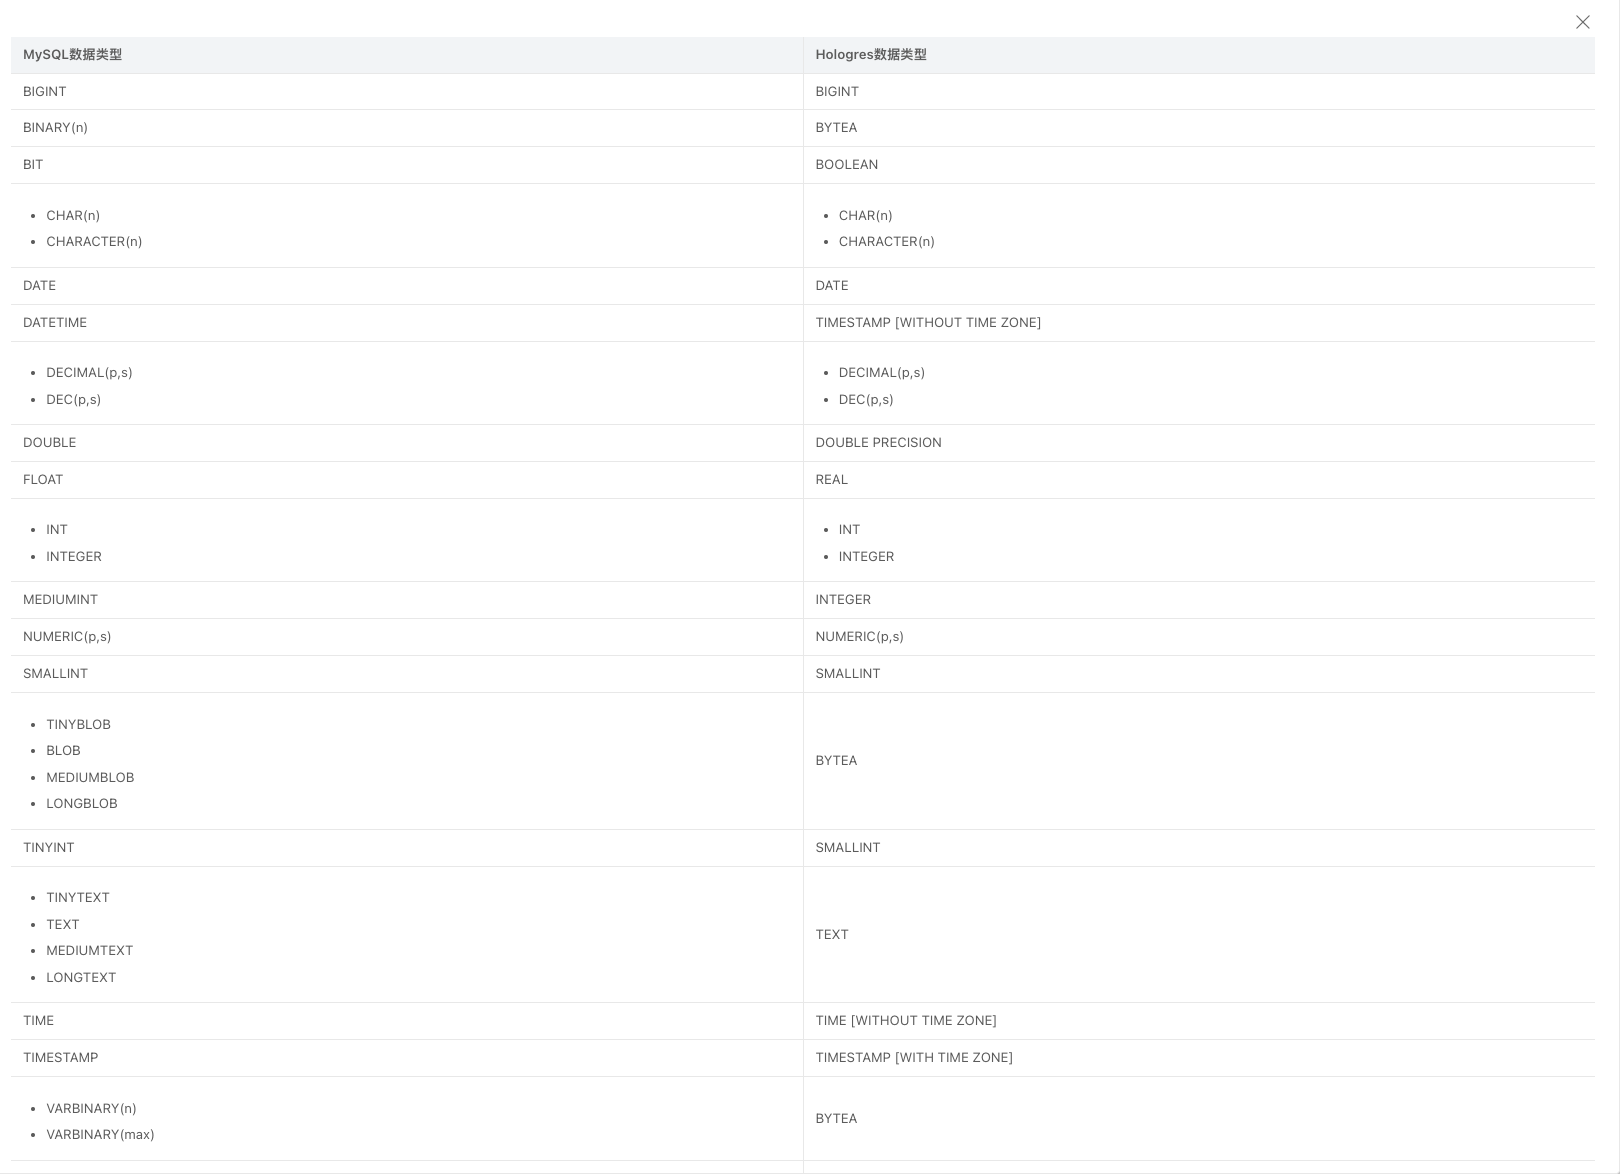 MySQL数据类型 Hologres数据类型
BIGINT BIGINT
BINARY(n) BYTEA
BIT BOOLEAN
• CHAR(n) • CHAR(n)
• CHARACTER(n) • CHARACTER(n)
DATE DATE
DATETIME TIMESTAMP [WITHOUT TIME ZONE]
• DECIMAL(p,s) • DECIMAL(p,s)
• DEC(p,s) • DEC(p,s)
DOUBLE DOUBLE PRECISION
FLOAT REAL
• INT • INT
• INTEGER • INTEGER
MEDIUMINT INTEGER
NUMERIC(p,s) NUMERIC(p,s)
SMALLINT SMALLINT
• TINYBLOB
• BLOB
BYTEA
• MEDIUMBLOB
• LONGBLOB
TINYINT SMALLINT
• TINYTEXT
• TEXT
TEXT
• MEDIUMTEXT
• LONGTEXT
TIME TIME [WITHOUT TIME ZONE]
TIMESTAMP TIMESTAMP [WITH TIME ZONE]
• VARBINARY(n)
BYTEA
• VARBINARY(max)